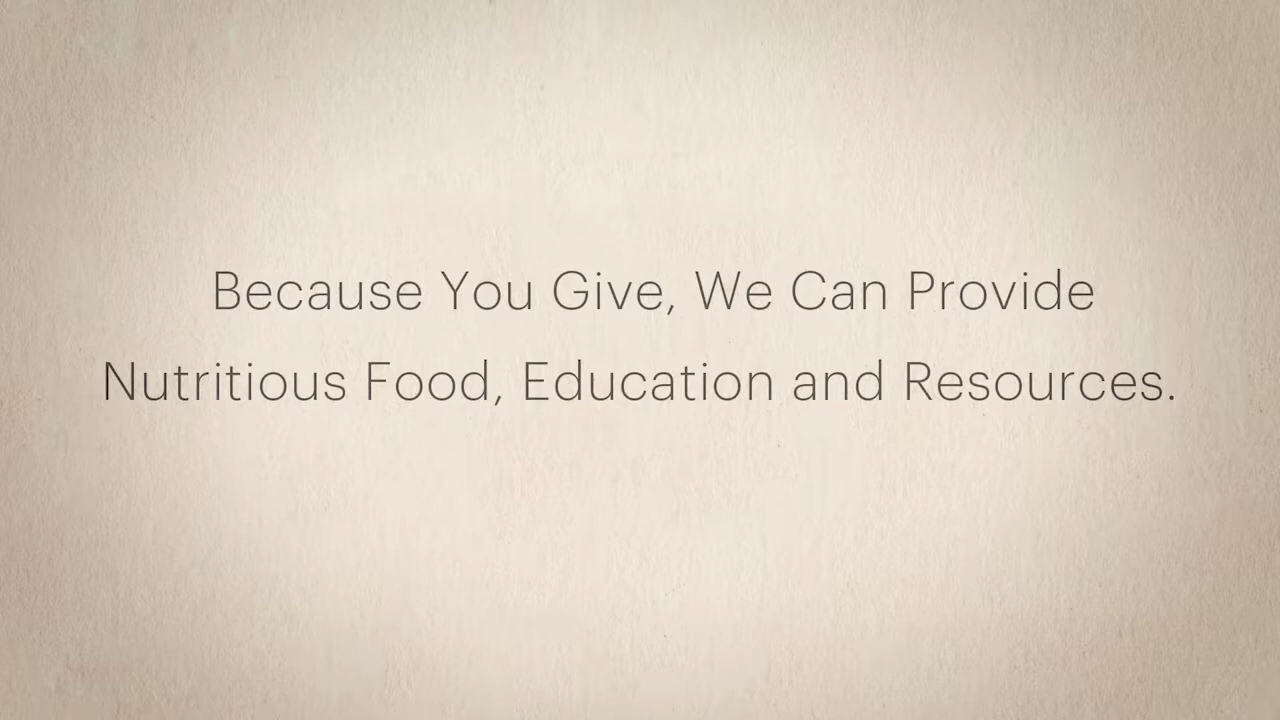 Because You Give, We Can Provide
Nutritious Food, Education and Resources.